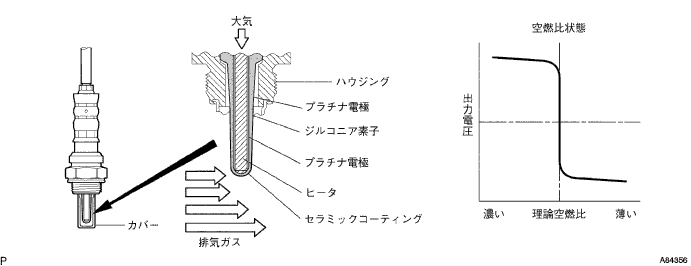 大気
ハウジング
プラチナ電極
ジルコニア素子
プラチナ電極
ヒータ
セラミックコーティング
カバー
排気ガス
空燃比状態
出力電圧
濃い
理論空燃比
薄い
P
A84356